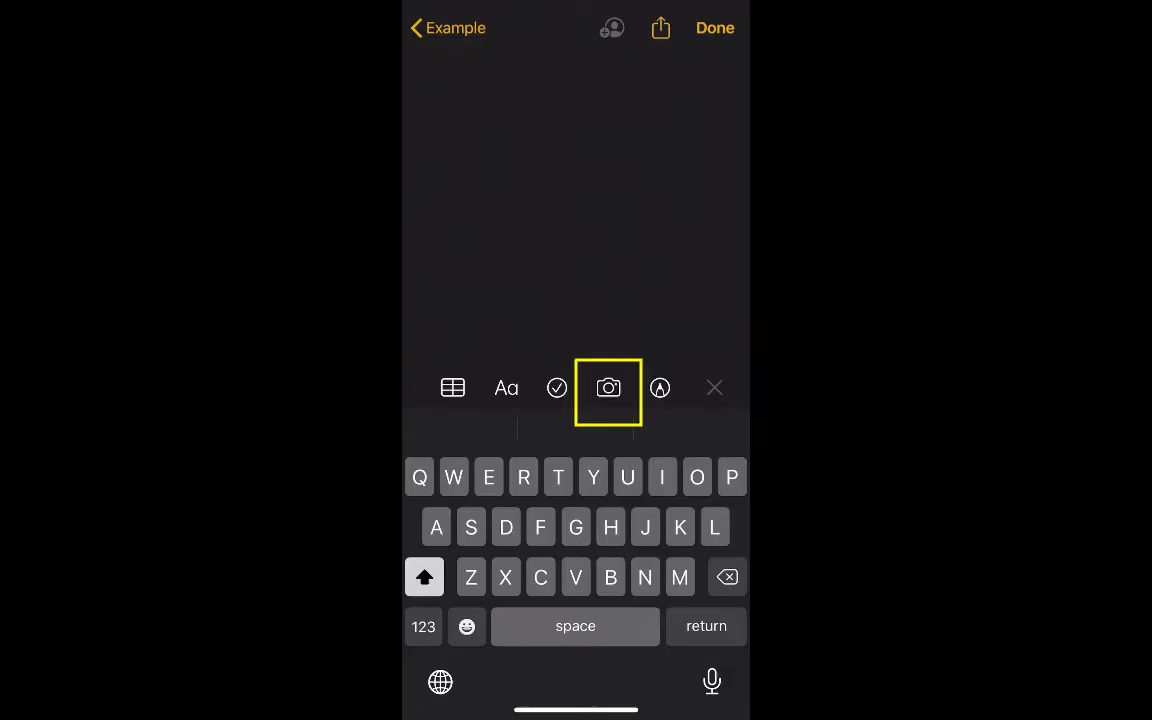 Example Done
Aa
Q W E R T Y U I O P
A S D F G H J K L
Z X C V B N M
123 space return